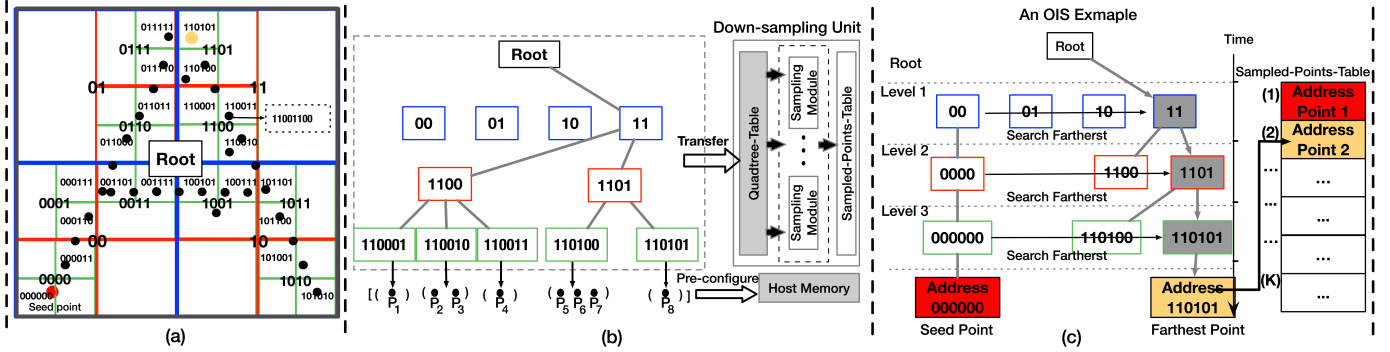 011111 110101
0111 1101
011110 110100
01 11
011011 110001 110011
11001100
0110 1100
011000 110010
Root
000111 001101 001111 100101 101101
0001 0011 1001 1011
000110 101100
00 10
000011 101001
0000 1010
000000 101010
Seed point
(a)
Root
00 01 10 11
1100 1101
110001 110010 110011 110100 110101
[( P1 ) ( P2 P3 ) ( P4 ) ( P5 P6 P7 ) ( P8 )]
Transfer
Pre-configure
Down-sampling Unit
Quadtree-Table
Sampling Module
Sampling Module
Sampled-Points-Table
Host Memory
(b)
An OIS Exmaple
Root
Root
Level 1
00 01 10 11
Search Fartherst
Level 2
0000 1100 1101
Search Fartherst
Level 3
000000 110100 110101
Search Fartherst
Address
000000
Seed Point
Address
110101
Farthest Point
(c)
Time
Sampled-Points-Table
(1) Address
Point 1
(2) Address
Point 2
... ...
... ...
... ...
(K) ...